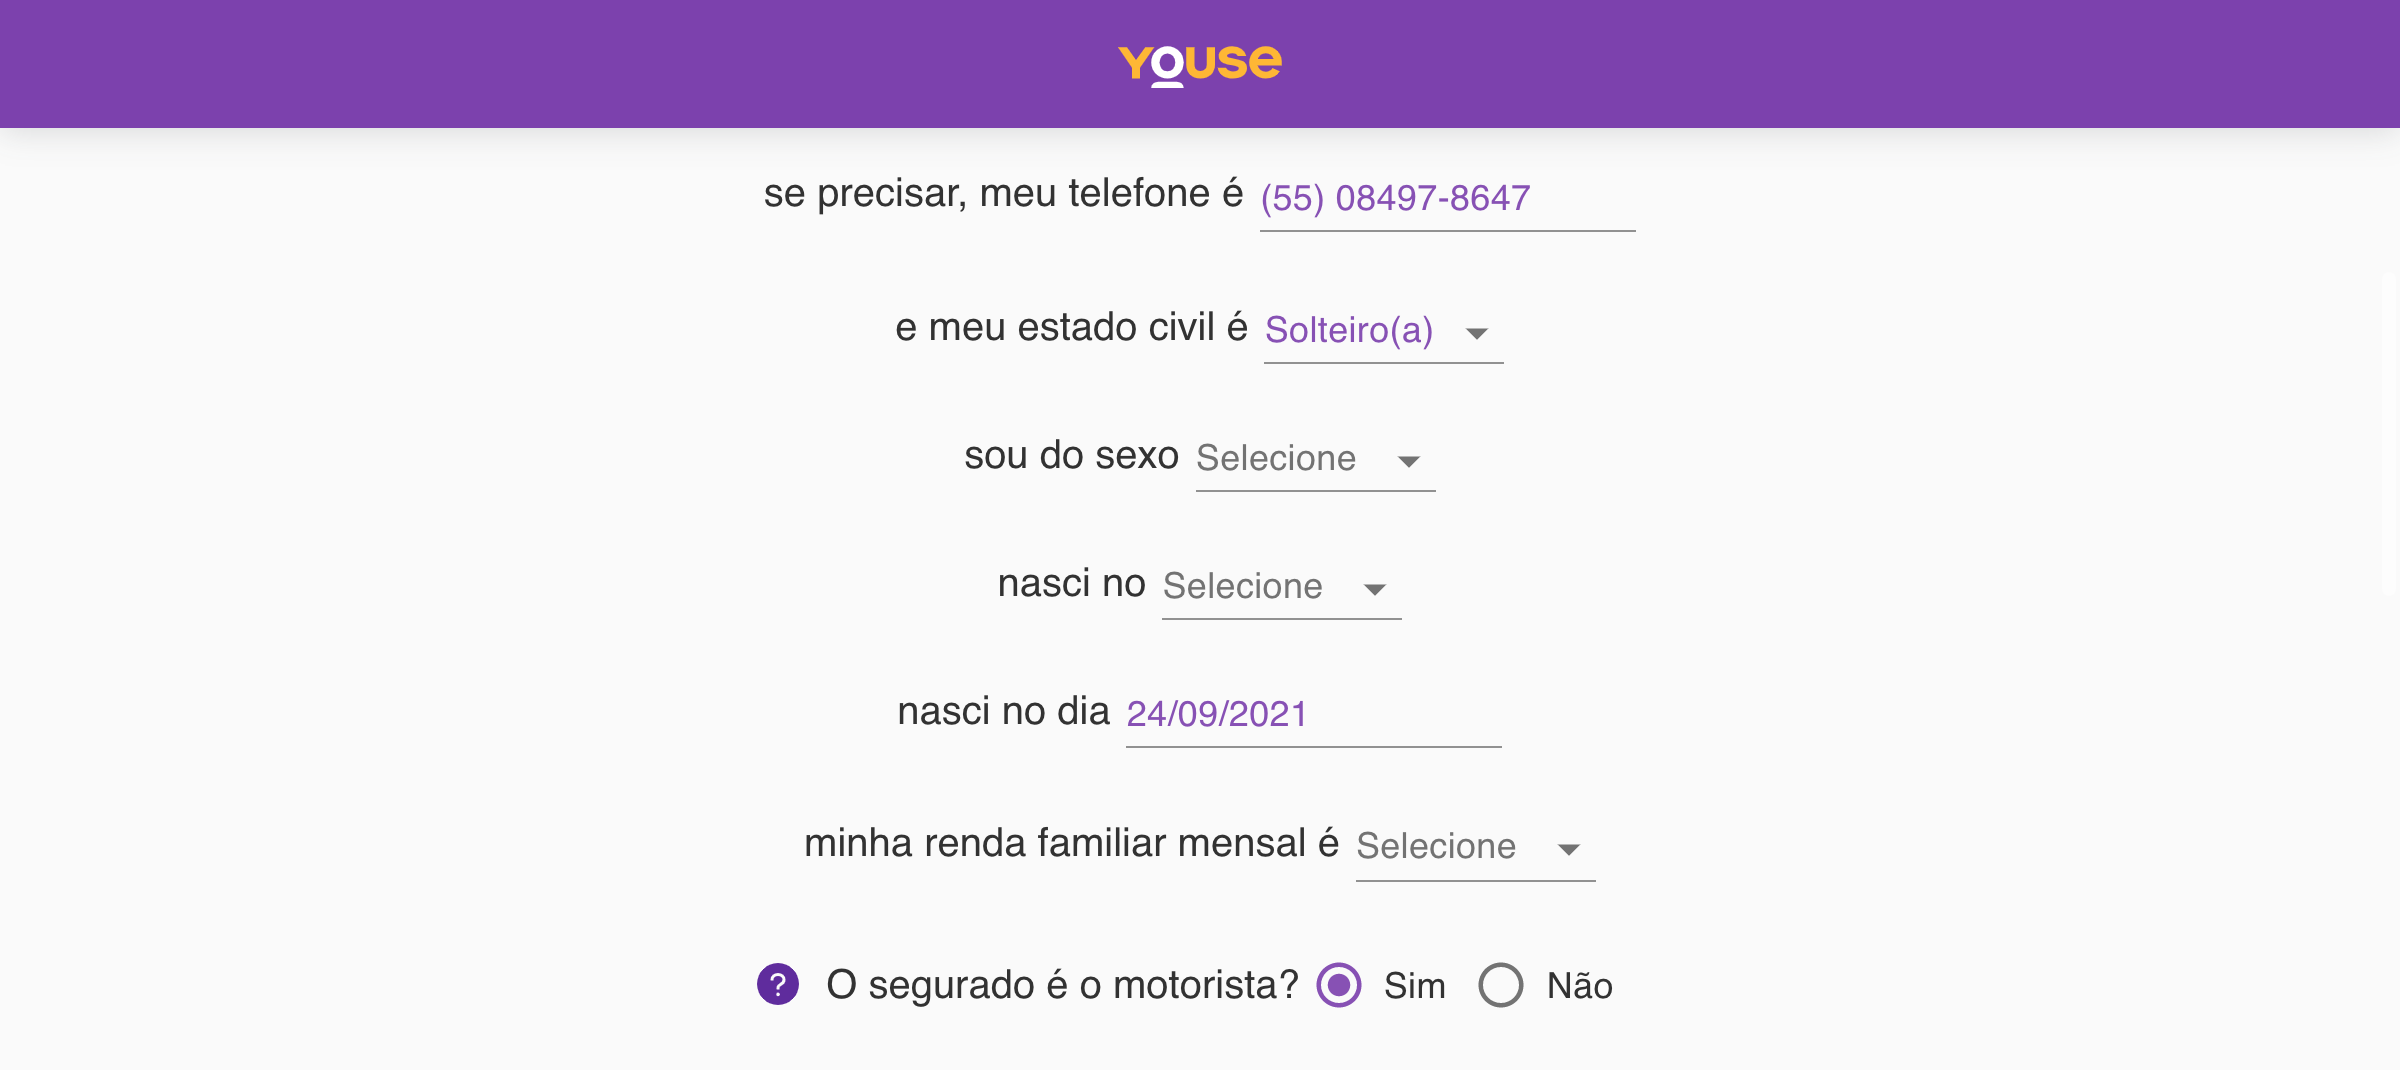 youse
se precisar, meu telefone é (55) 08497-8647
e meu estado civil é Solteiro(a)
sou do sexo Selecione
nasci no Selecione
nasci no dia 24/09/2021
minha renda familiar mensal é Selecione
? O segurado é o motorista? Sim Não